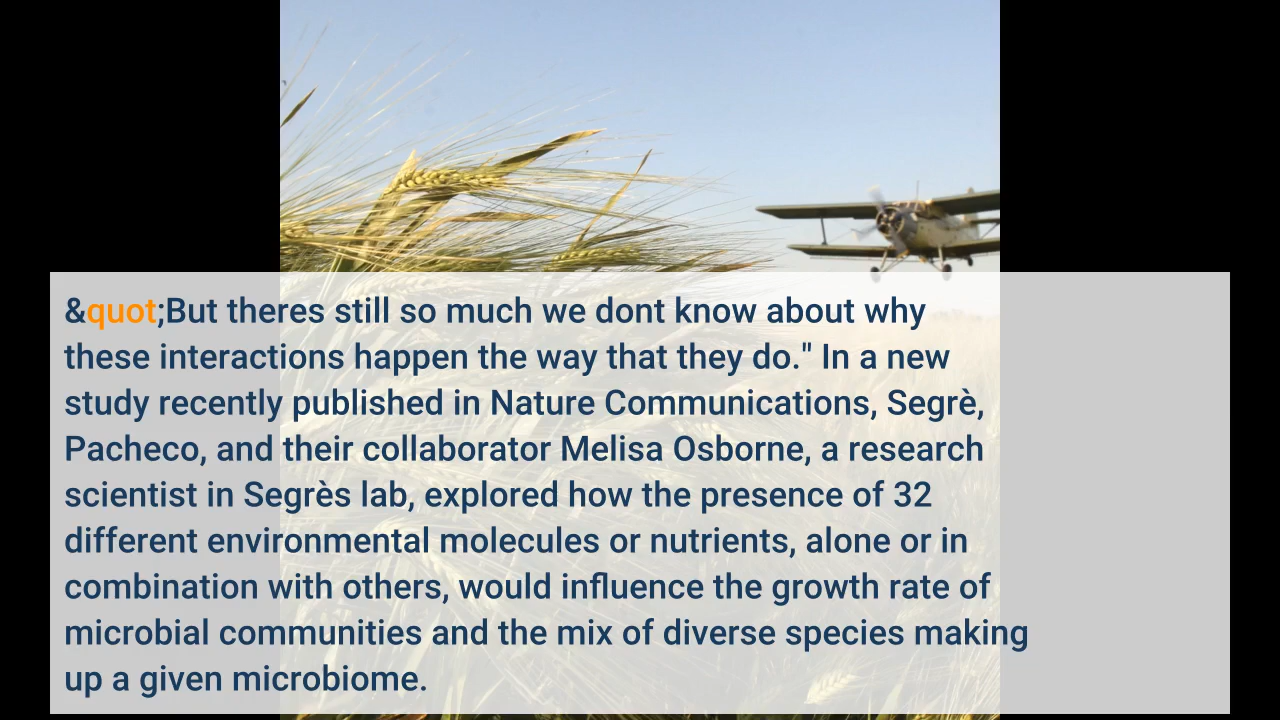 &quot;But theres still so much we dont know about why
these interactions happen the way that they do." In a new
study recently published in Nature Communications, Segrè,
Pacheco, and their collaborator Melisa Osborne, a research
scientist in Segrès lab, explored how the presence of 32
different environmental molecules or nutrients, alone or in
combination with others, would influence the growth rate of
microbial communities and the mix of diverse species making
up a given microbiome.